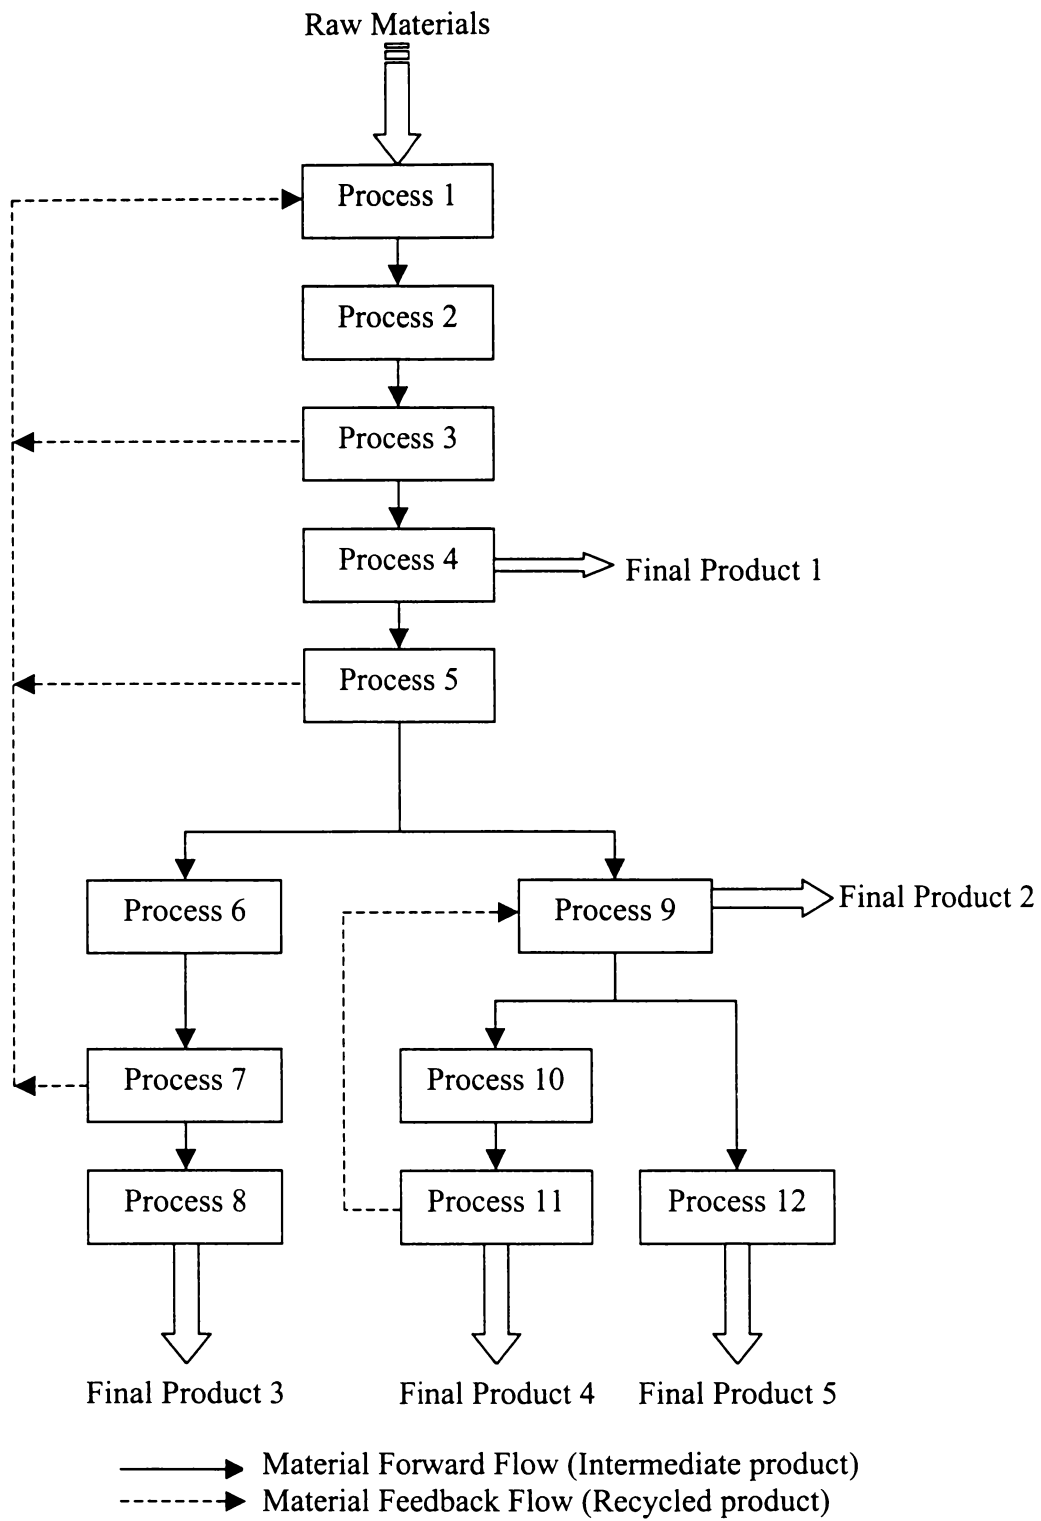 Raw Materials
Process 1
Process 2
Process 3
Process 4
Final Product 1
Process 5
Process 6
Process 9
Final Product 2
Process 7
Process 10
Process 8
Process 11
Process 12
Final Product 3
Final Product 4
Final Product 5
Material Forward Flow (Intermediate product)
Material Feedback Flow (Recycled product)